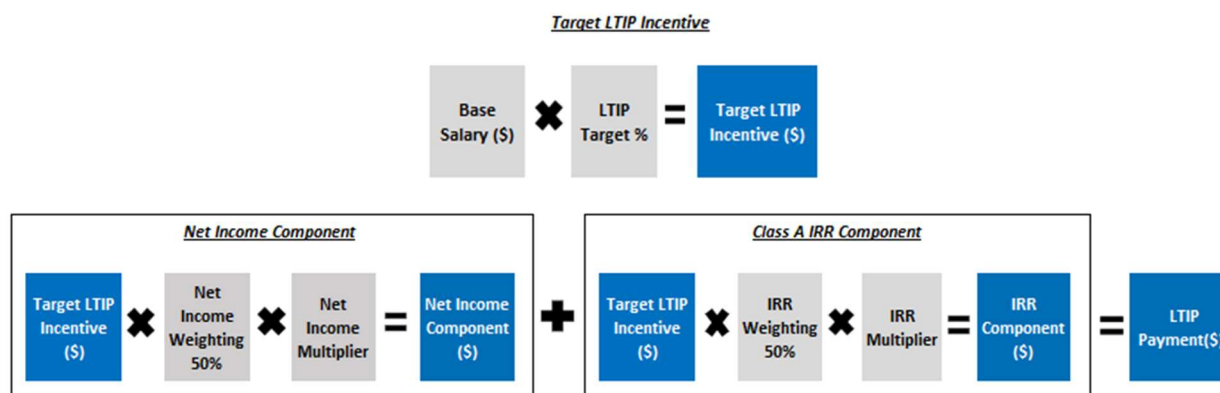 Target LTIP Incentive
Base
Salary ($)
LTIP
Target %
Target LTIP
Incentive ($)
Net Income Component
Target LTIP
Incentive
($)
Net
Income
Weighting
50%
Net
Income
Multiplier
Net Income
Component
($)
Class A IRR Component
Target LTIP
Incentive
($)
IRR
Weighting
50%
IRR
Multiplier
IRR
Component
($)
LTIP
Payment($)